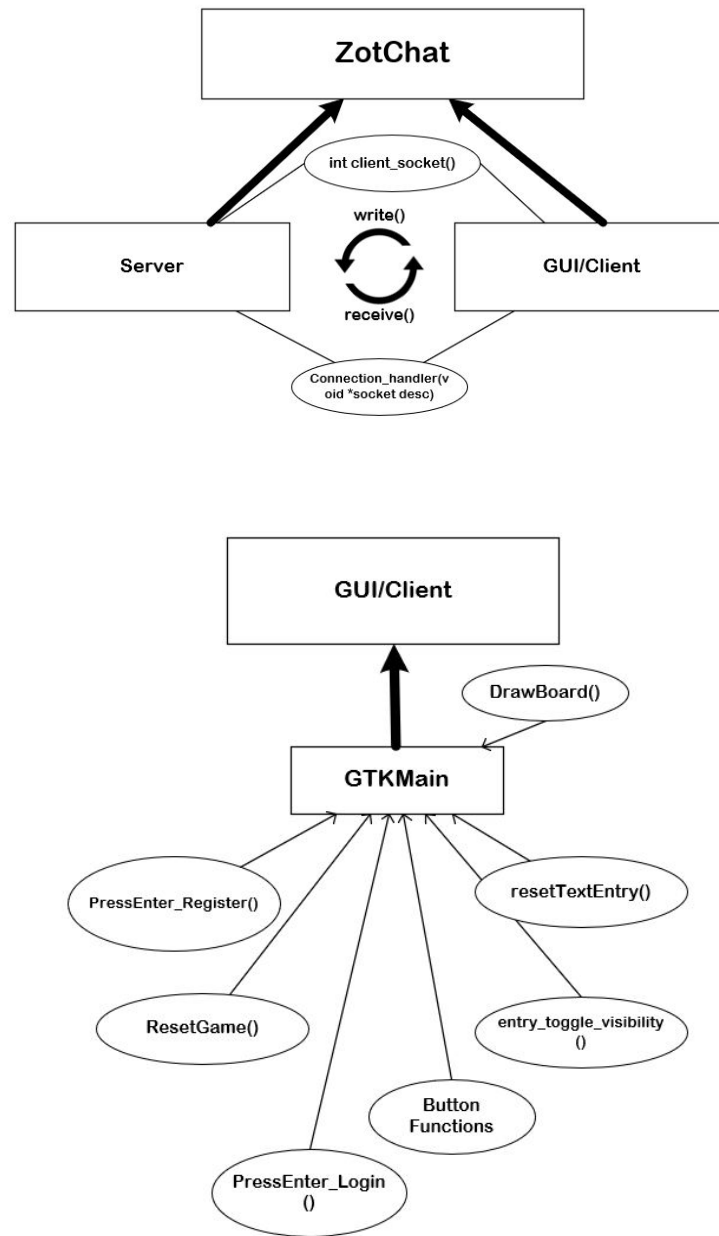 ZotChat
int client_socket()
write()
Server
GUI/Client
receive()
Connection_handler(v
oid *socket desc)
GUI/Client
DrawBoard()
GTKMain
PressEnter_Register()
resetTextEntry()
ResetGame()
entry_toggle_visibility
()
Button
Functions
PressEnter_Login
()